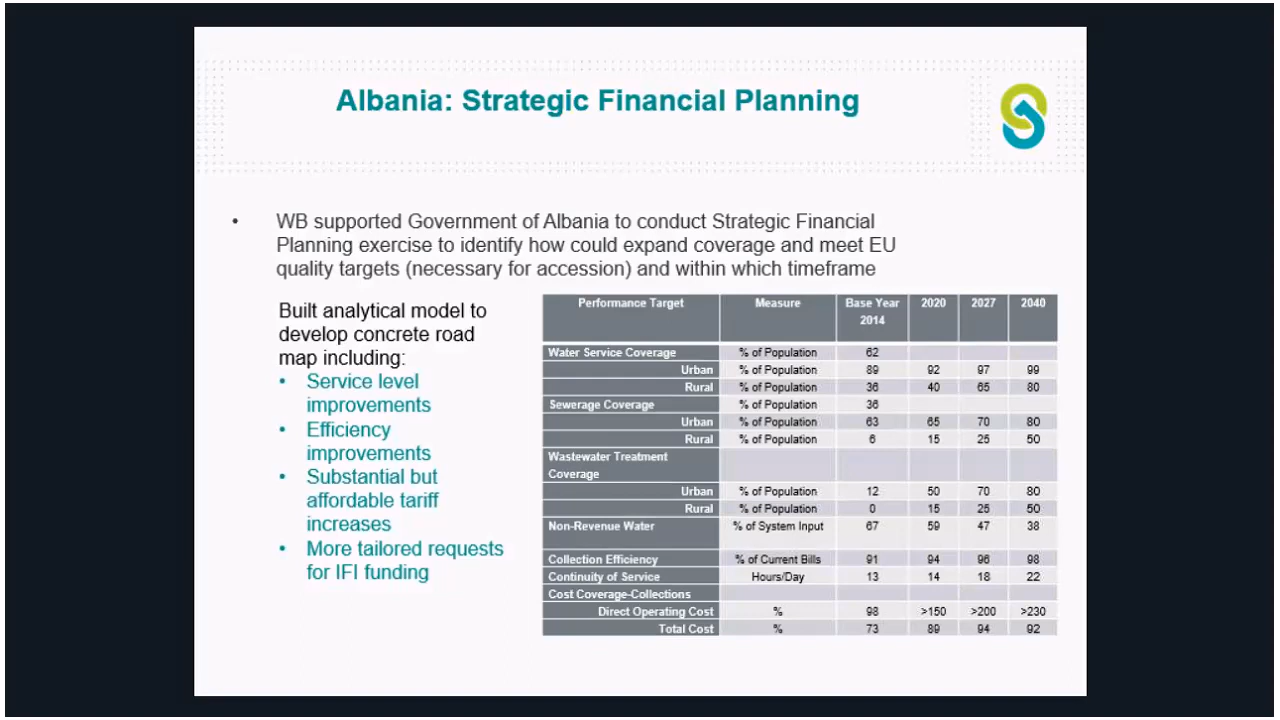 Albania: Strategic Financial Planning
• WB supported Government of Albania to conduct Strategic Financial
Planning exercise to identify how could expand coverage and meet EU
quality targets (necessary for accession) and within which timeframe
Built analytical model to
develop concrete road
map including:
• Service level
improvements
• Efficiency
improvements
• Substantial but
affordable tariff
increases
• More tailored requests
for IFI funding
Performance Target Measure Base Year 2020 2027 2040
2014
Water Service Coverage % of Population 62
Urban % of Population 89 92 97 99
Rural % of Population 36 40 65 80
Sewerage Coverage % of Population 36
Urban % of Population 63 65 70 80
Rural % of Population 6 15 25 50
Wastewater Treatment
Coverage
Urban % of Population 12 50 70 80
Rural % of Population 0 15 25 50
Non-Revenue Water % of System Input 67 59 47 38
Collection Efficiency % of Current Bills 91 94 96 98
Continuity of Service Hours/Day 13 14 18 22
Cost Coverage-Collections
Direct Operating Cost % 98 >150 >200 >230
Total Cost % 73 89 94 92